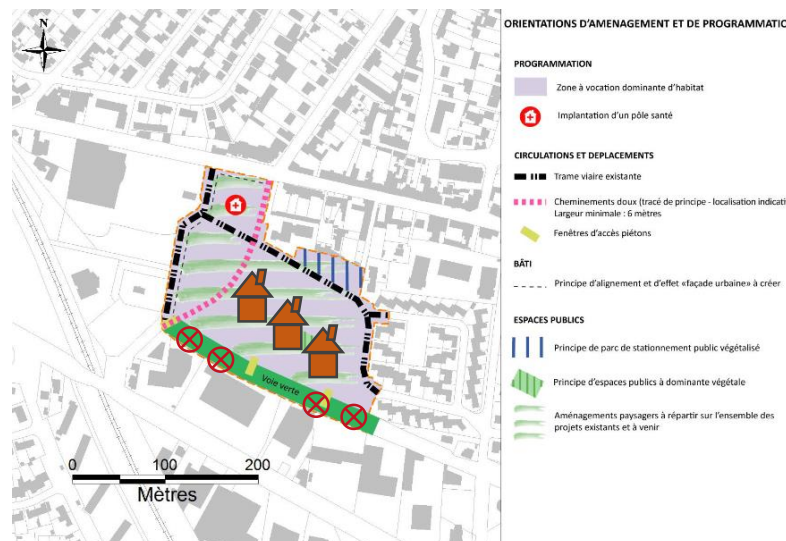 N
0 100 200
Mètres
Voie verte
ORIENTATIONS D'AMENAGEMENT ET DE PROGRAMMATIO
PROGRAMMATION
Zone à vocation dominante d'habitat
Implantation d'un pôle santé
CIRCULATIONS ET DEPLACEMENTS
Trame viaire existante
Cheminements doux (tracé de principe - localisation indicati
Largeur minimale : 6 mètres
Fenêtres d'accès piétons
BÂTI
Principe d'alignement et d'effet «façade urbaine» à créer
ESPACES PUBLICS
Principe de parc de stationnement public végétalisé
Principe d'espaces publics à dominante végétale
Aménagements paysagers à répartir sur l'ensemble des
projets existants et à venir